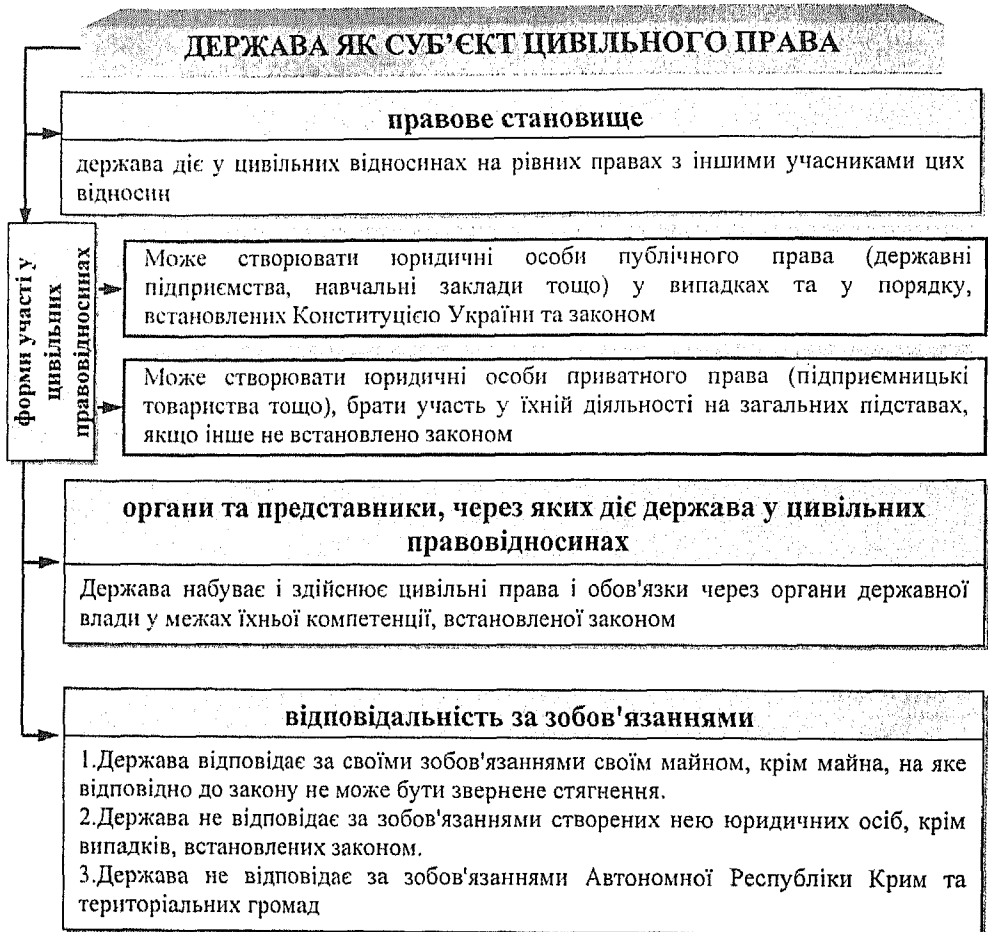 ДЕРЖАВА ЯК СУБ’ЄКТ ЦИВІЛЬНОГО ПРАВА
правове становище
держава діє у цивільних відносинах на рівних правах з іншими учасниками цих
відносин
форми участі у
цивільних
правовідносинах
Може створювати юридичні особи публічного права (державні
підприємства, навчальні заклади тощо) у випадках та у порядку,
встановлених Конституцією України та законом
Може створювати юридичні особи приватного права (підприємницькі
товариства тощо), брати участь у їхній діяльності на загальних підставах,
якщо інше не встановлено законом
органи та представники, через яких діє держава у цивільних
правовідносинах
Держава набуває і здійснює цивільні права і обов'язки через органи державної
влади у межах їхньої компетенції, встановленої законом
відповідальність за зобов'язаннями
1.Держава відповідає за своїми зобов'язаннями своїм майном, крім майна, на яке
відповідно до закону не може бути звернене стягнення.
2.Держава не відповідає за зобов'язаннями створених нею юридичних осіб, крім
випадків, встановлених законом.
3.Держава не відповідає за зобов'язаннями Автономної Республіки Крим та
територіальних громад